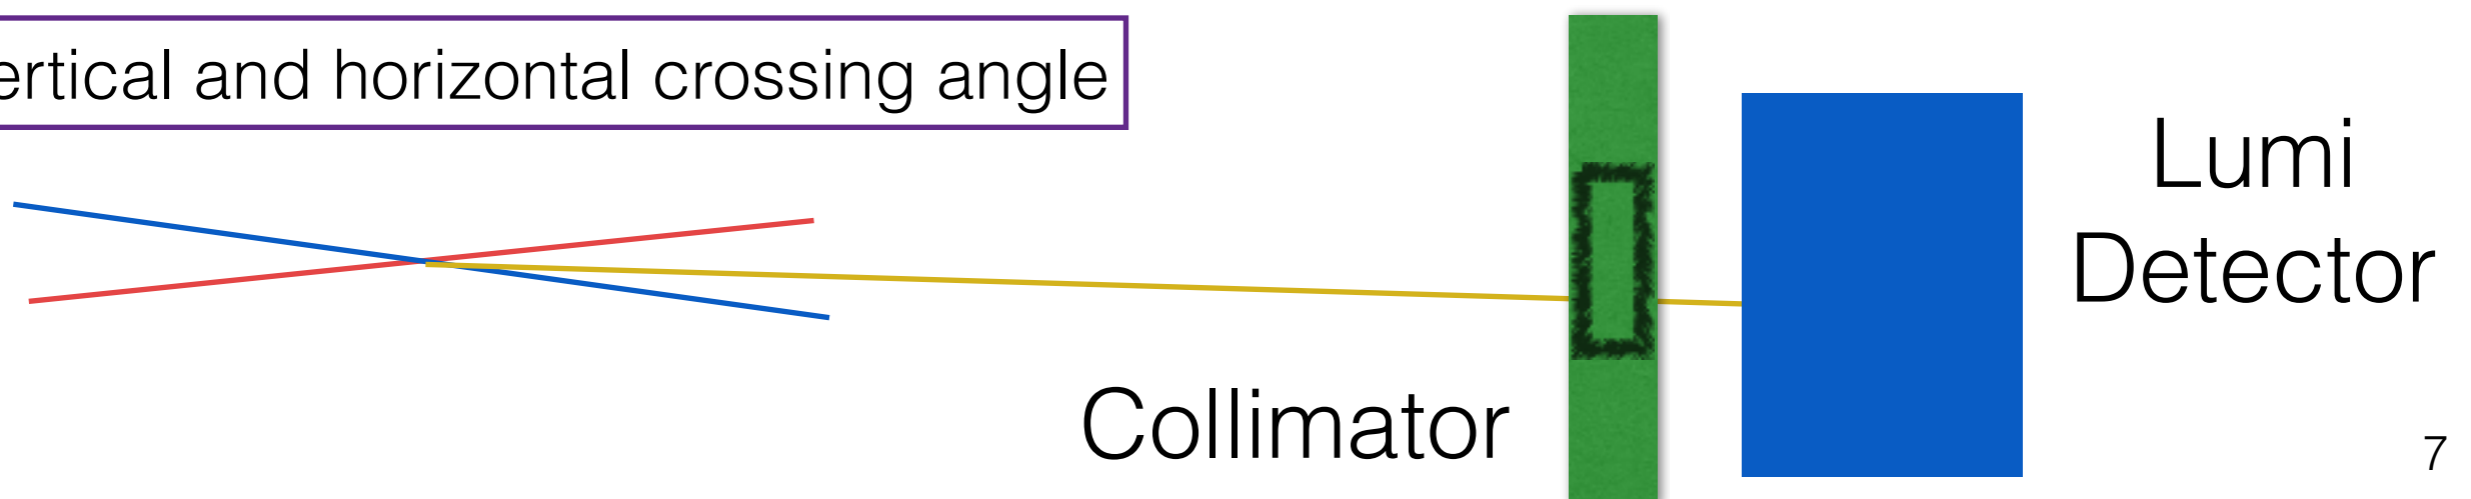 ertical and horizontal crossing angle
Lumi
Detector
Collimator
7